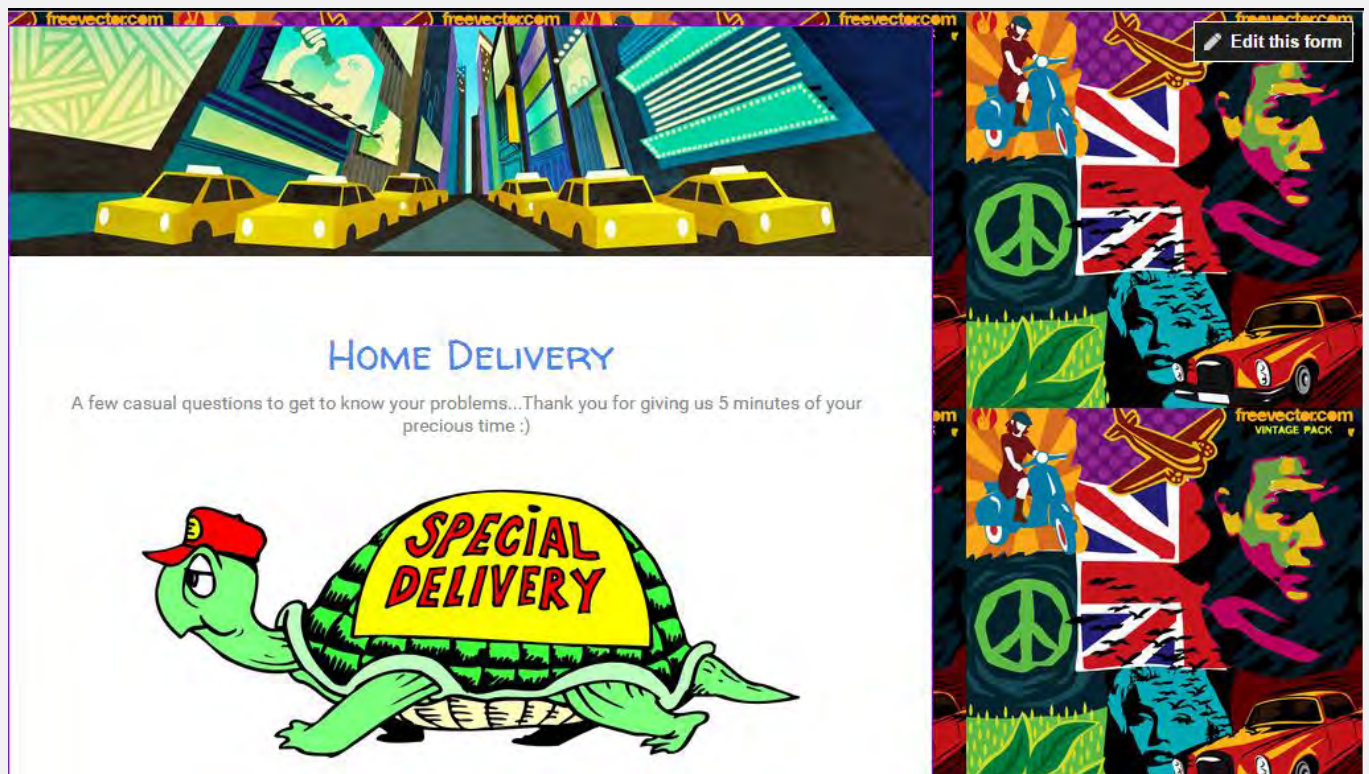 freevector.com
freevector.com
freevector.com
freevector.com
Edit this form
HOME DELIVERY
A few casual questions to get to know your problems...Thank you for giving us 5 minutes of your
precious time :)
om
freevector.com
VINTAGE PACK
SPECiAL
DELIVERY